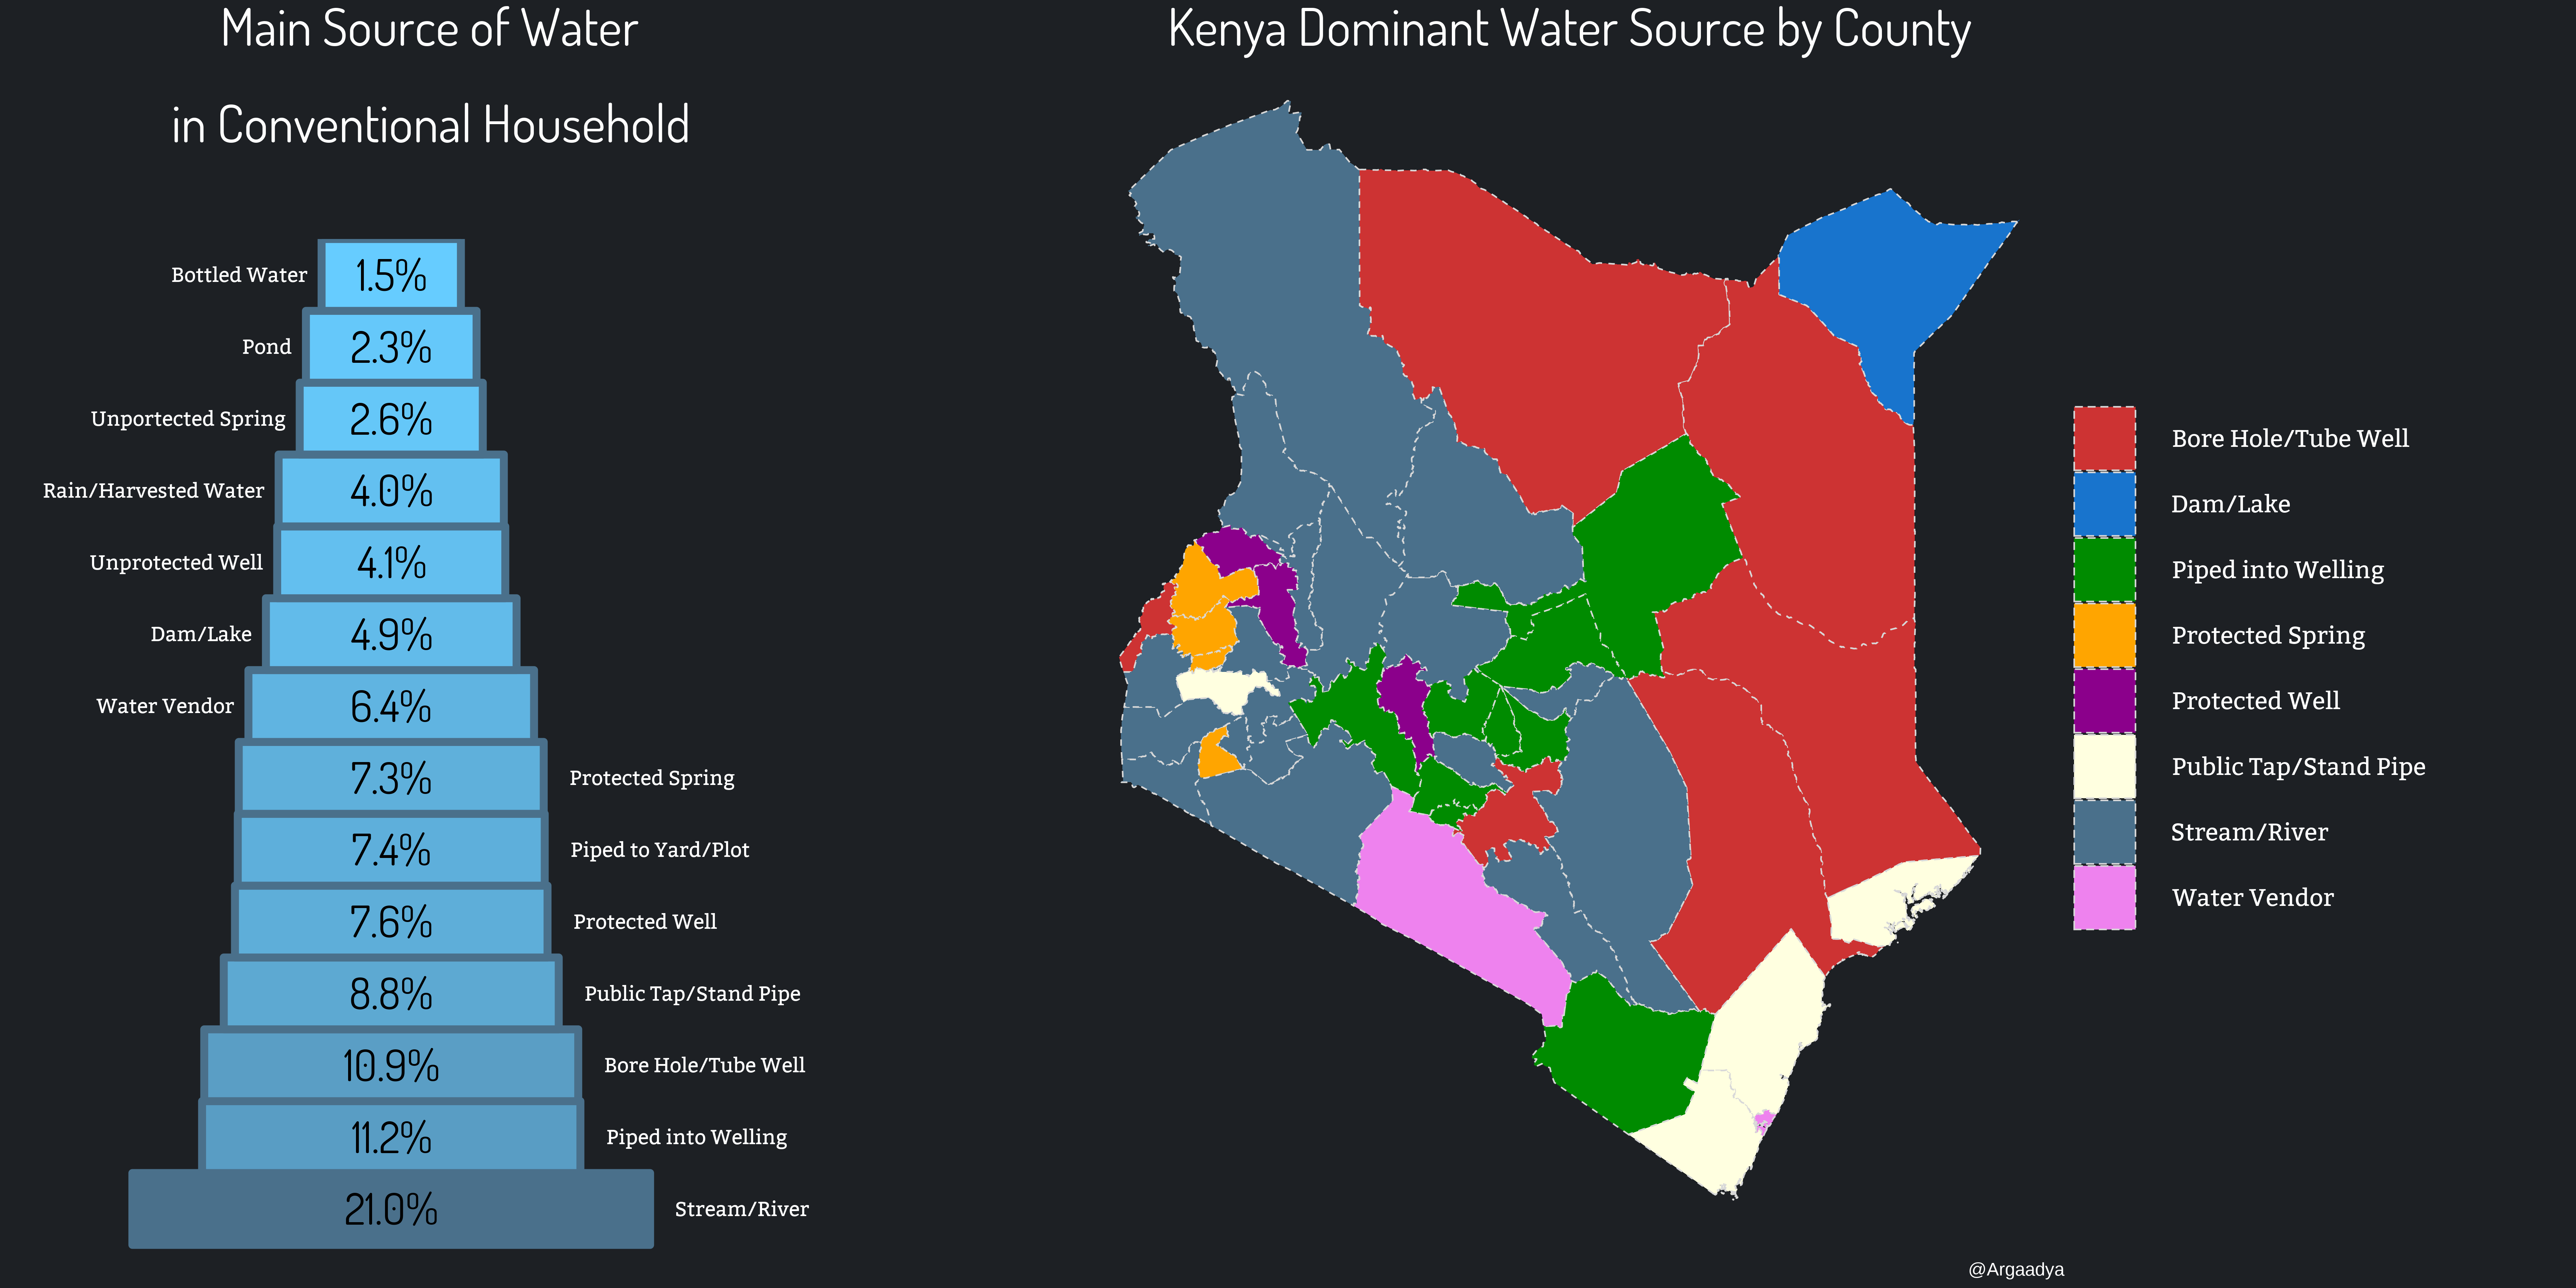 Main Source of Water
in Conventional Household
Bottled Water 1.5%
Pond 2.3%
Unportected Spring 2.6%
Rain/Harvested Water 4.0%
Unprotected Well 4.1%
Dam/Lake 4.9%
Water Vendor 6.4%
7.3% Protected Spring
7.4% Piped to Yard/Plot
7.6% Protected Well
8.8% Public Tap/Stand Pipe
10.9% Bore Hole/Tube Well
11.2% Piped into Welling
21.0% Stream/River
Kenya Dominant Water Source by County
Bore Hole/Tube Well
Dam/Lake
Piped into Welling
Protected Spring
Protected Well
Public Tap/Stand Pipe
Stream/River
Water Vendor
@Argaadya